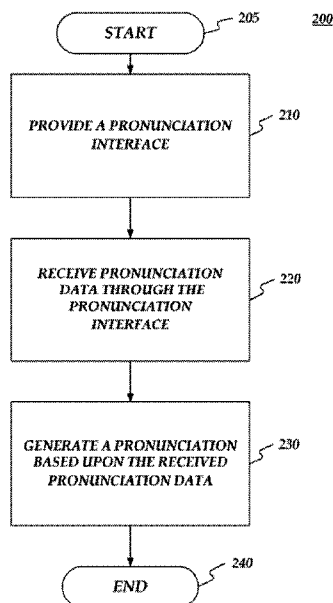 START
205
200
PROVIDE A PRONUNCIATION
INTERFACE
210
RECEIVE PRONUNCIATION
DATA THROUGH THE
PRONUNCIATION
INTERFACE
220
GENERATE A PRONUNCIATION
BASED UPON THE RECEIVED
PRONUNCIATION DATA
230
END
240